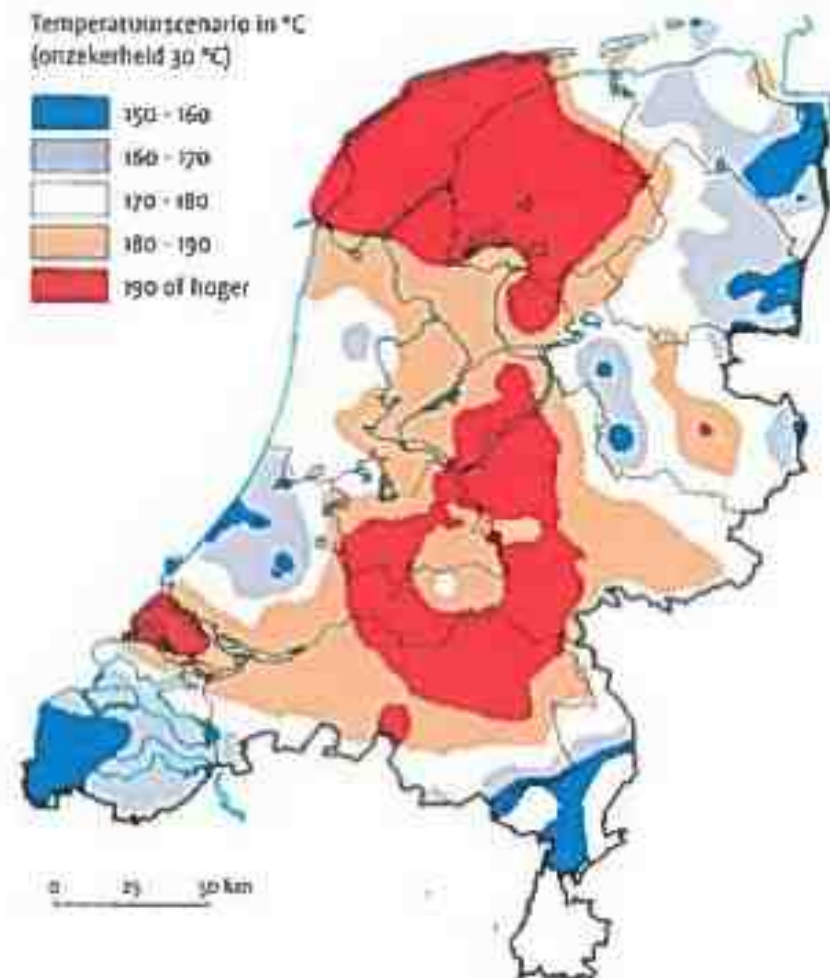 Temperatuurscenario in °C
(onzekerheid 30 °C)
150 - 160
160 - 170
170 - 180
180 - 190
190 of hoger
0 25 50 km